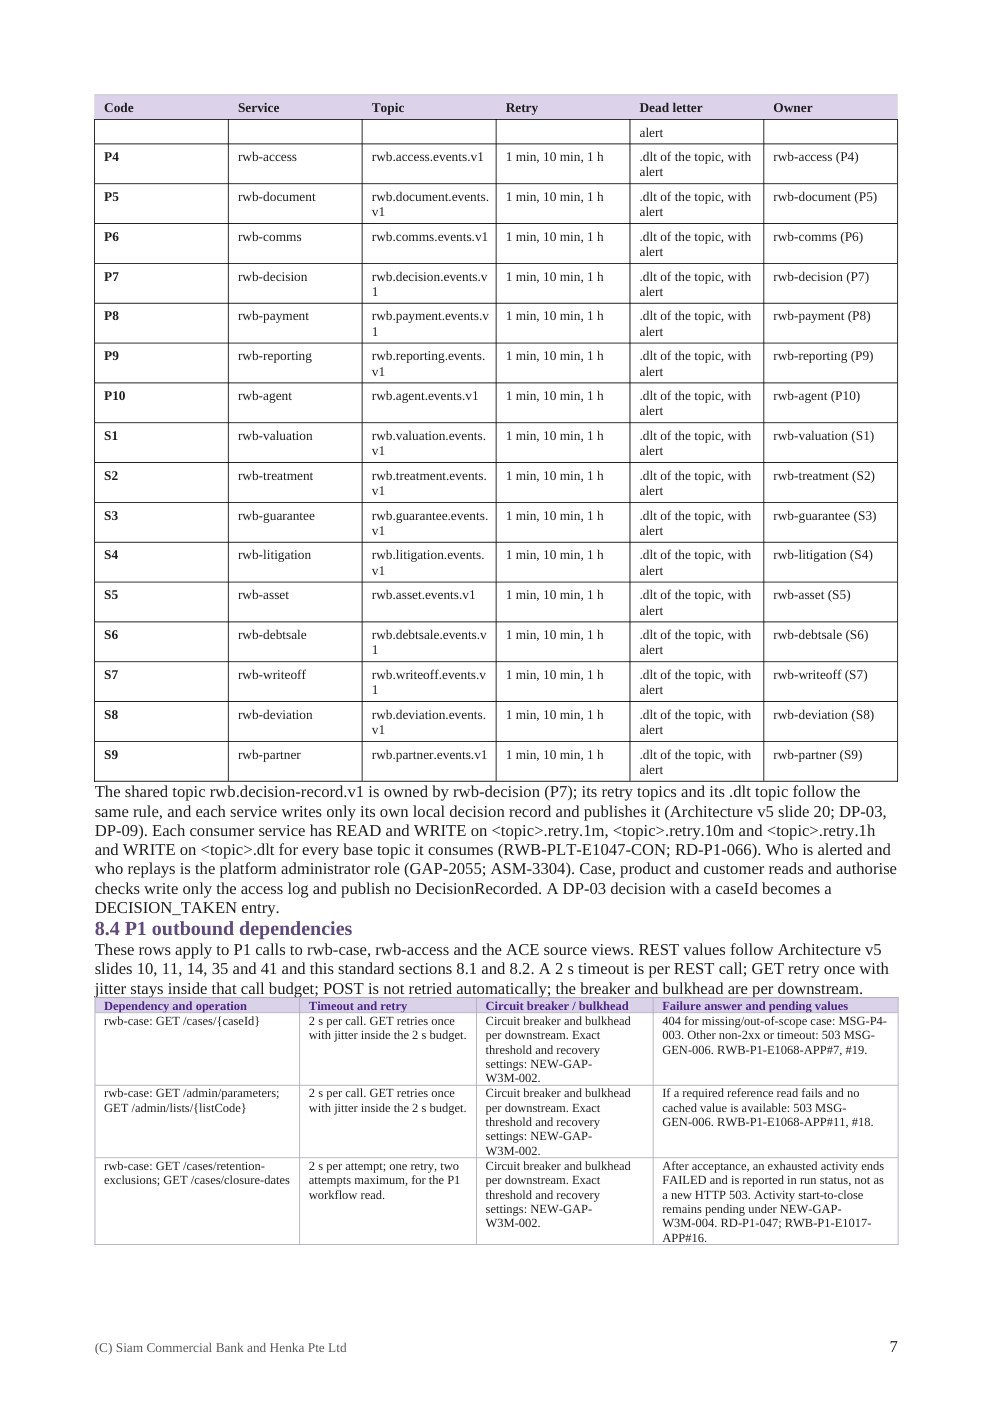 Code Service Topic Retry Dead letter Owner
alert
P4 rwb-access rwb.access.events.v1 1 min, 10 min, 1 h .dlt of the topic, with rwb-access (P4)
alert
P5 rwb-document rwb.document.events. 1 min, 10 min, 1 h .dlt of the topic, with rwb-document (P5)
v1 alert
P6 rwb-comms rwb.comms.events.v1 1 min, 10 min, 1 h .dlt of the topic, with rwb-comms (P6)
alert
P7 rwb-decision rwb.decision.events.v 1 min, 10 min, 1 h .dlt of the topic, with rwb-decision (P7)
1 alert
P8 rwb-payment rwb.payment.events.v 1 min, 10 min, 1 h .dlt of the topic, with rwb-payment (P8)
1 alert
P9 rwb-reporting rwb.reporting.events. 1 min, 10 min, 1 h .dlt of the topic, with rwb-reporting (P9)
v1 alert
P10 rwb-agent rwb.agent.events.v1 1 min, 10 min, 1 h .dlt of the topic, with rwb-agent (P10)
alert
S1 rwb-valuation rwb.valuation.events. 1 min, 10 min, 1 h .dlt of the topic, with rwb-valuation (S1)
v1 alert
S2 rwb-treatment rwb.treatment.events. 1 min, 10 min, 1 h .dlt of the topic, with rwb-treatment (S2)
v1 alert
S3 rwb-guarantee rwb.guarantee.events. 1 min, 10 min, 1 h .dlt of the topic, with rwb-guarantee (S3)
v1 alert
S4 rwb-litigation rwb.litigation.events. 1 min, 10 min, 1 h .dlt of the topic, with rwb-litigation (S4)
v1 alert
S5 rwb-asset rwb.asset.events.v1 1 min, 10 min, 1 h .dlt of the topic, with rwb-asset (S5)
alert
S6 rwb-debtsale rwb.debtsale.events.v 1 min, 10 min, 1 h .dlt of the topic, with rwb-debtsale (S6)
1 alert
S7 rwb-writeoff rwb.writeoff.events.v 1 min, 10 min, 1 h .dlt of the topic, with rwb-writeoff (S7)
1 alert
S8 rwb-deviation rwb.deviation.events. 1 min, 10 min, 1 h .dlt of the topic, with rwb-deviation (S8)
v1 alert
S9 rwb-partner rwb.partner.events.v1 1 min, 10 min, 1 h .dlt of the topic, with rwb-partner (S9)
alert
The shared topic rwb.decision-record.v1 is owned by rwb-decision (P7); its retry topics and its .dlt topic follow the
same rule, and each service writes only its own local decision record and publishes it (Architecture v5 slide 20; DP-03,
DP-09). Each consumer service has READ and WRITE on <topic>.retry.1m, <topic>.retry.10m and <topic>.retry.1h
and WRITE on <topic>.dlt for every base topic it consumes (RWB-PLT-E1047-CON; RD-P1-066). Who is alerted and
who replays is the platform administrator role (GAP-2055; ASM-3304). Case, product and customer reads and authorise
checks write only the access log and publish no DecisionRecorded. A DP-03 decision with a caseId becomes a
DECISION_TAKEN entry.
8.4 P1 outbound dependencies
These rows apply to P1 calls to rwb-case, rwb-access and the ACE source views. REST values follow Architecture v5
slides 10, 11, 14, 35 and 41 and this standard sections 8.1 and 8.2. A 2 s timeout is per REST call; GET retry once with
jitter stays inside that call budget; POST is not retried automatically; the breaker and bulkhead are per downstream.
Dependency and operation Timeout and retry Circuit breaker / bulkhead Failure answer and pending values
rwb-case: GET /cases/{caseId} 2 s per call. GET retries once Circuit breaker and bulkhead 404 for missing/out-of-scope case: MSG-P4-
with jitter inside the 2 s budget. per downstream. Exact 003. Other non-2xx or timeout: 503 MSG-
threshold and recovery GEN-006. RWB-P1-E1068-APP#7, #19.
settings: NEW-GAP-
W3M-002.
rwb-case: GET /admin/parameters; 2 s per call. GET retries once Circuit breaker and bulkhead If a required reference read fails and no
GET /admin/lists/{listCode} with jitter inside the 2 s budget. per downstream. Exact cached value is available: 503 MSG-
threshold and recovery GEN-006. RWB-P1-E1068-APP#11, #18.
settings: NEW-GAP-
W3M-002.
rwb-case: GET /cases/retention- 2 s per attempt; one retry, two Circuit breaker and bulkhead After acceptance, an exhausted activity ends
exclusions; GET /cases/closure-dates attempts maximum, for the P1 per downstream. Exact FAILED and is reported in run status, not as
workflow read. threshold and recovery a new HTTP 503. Activity start-to-close
settings: NEW-GAP- remains pending under NEW-GAP-
W3M-002. W3M-004. RD-P1-047; RWB-P1-E1017-
APP#16.
(C) Siam Commercial Bank and Henka Pte Ltd 7